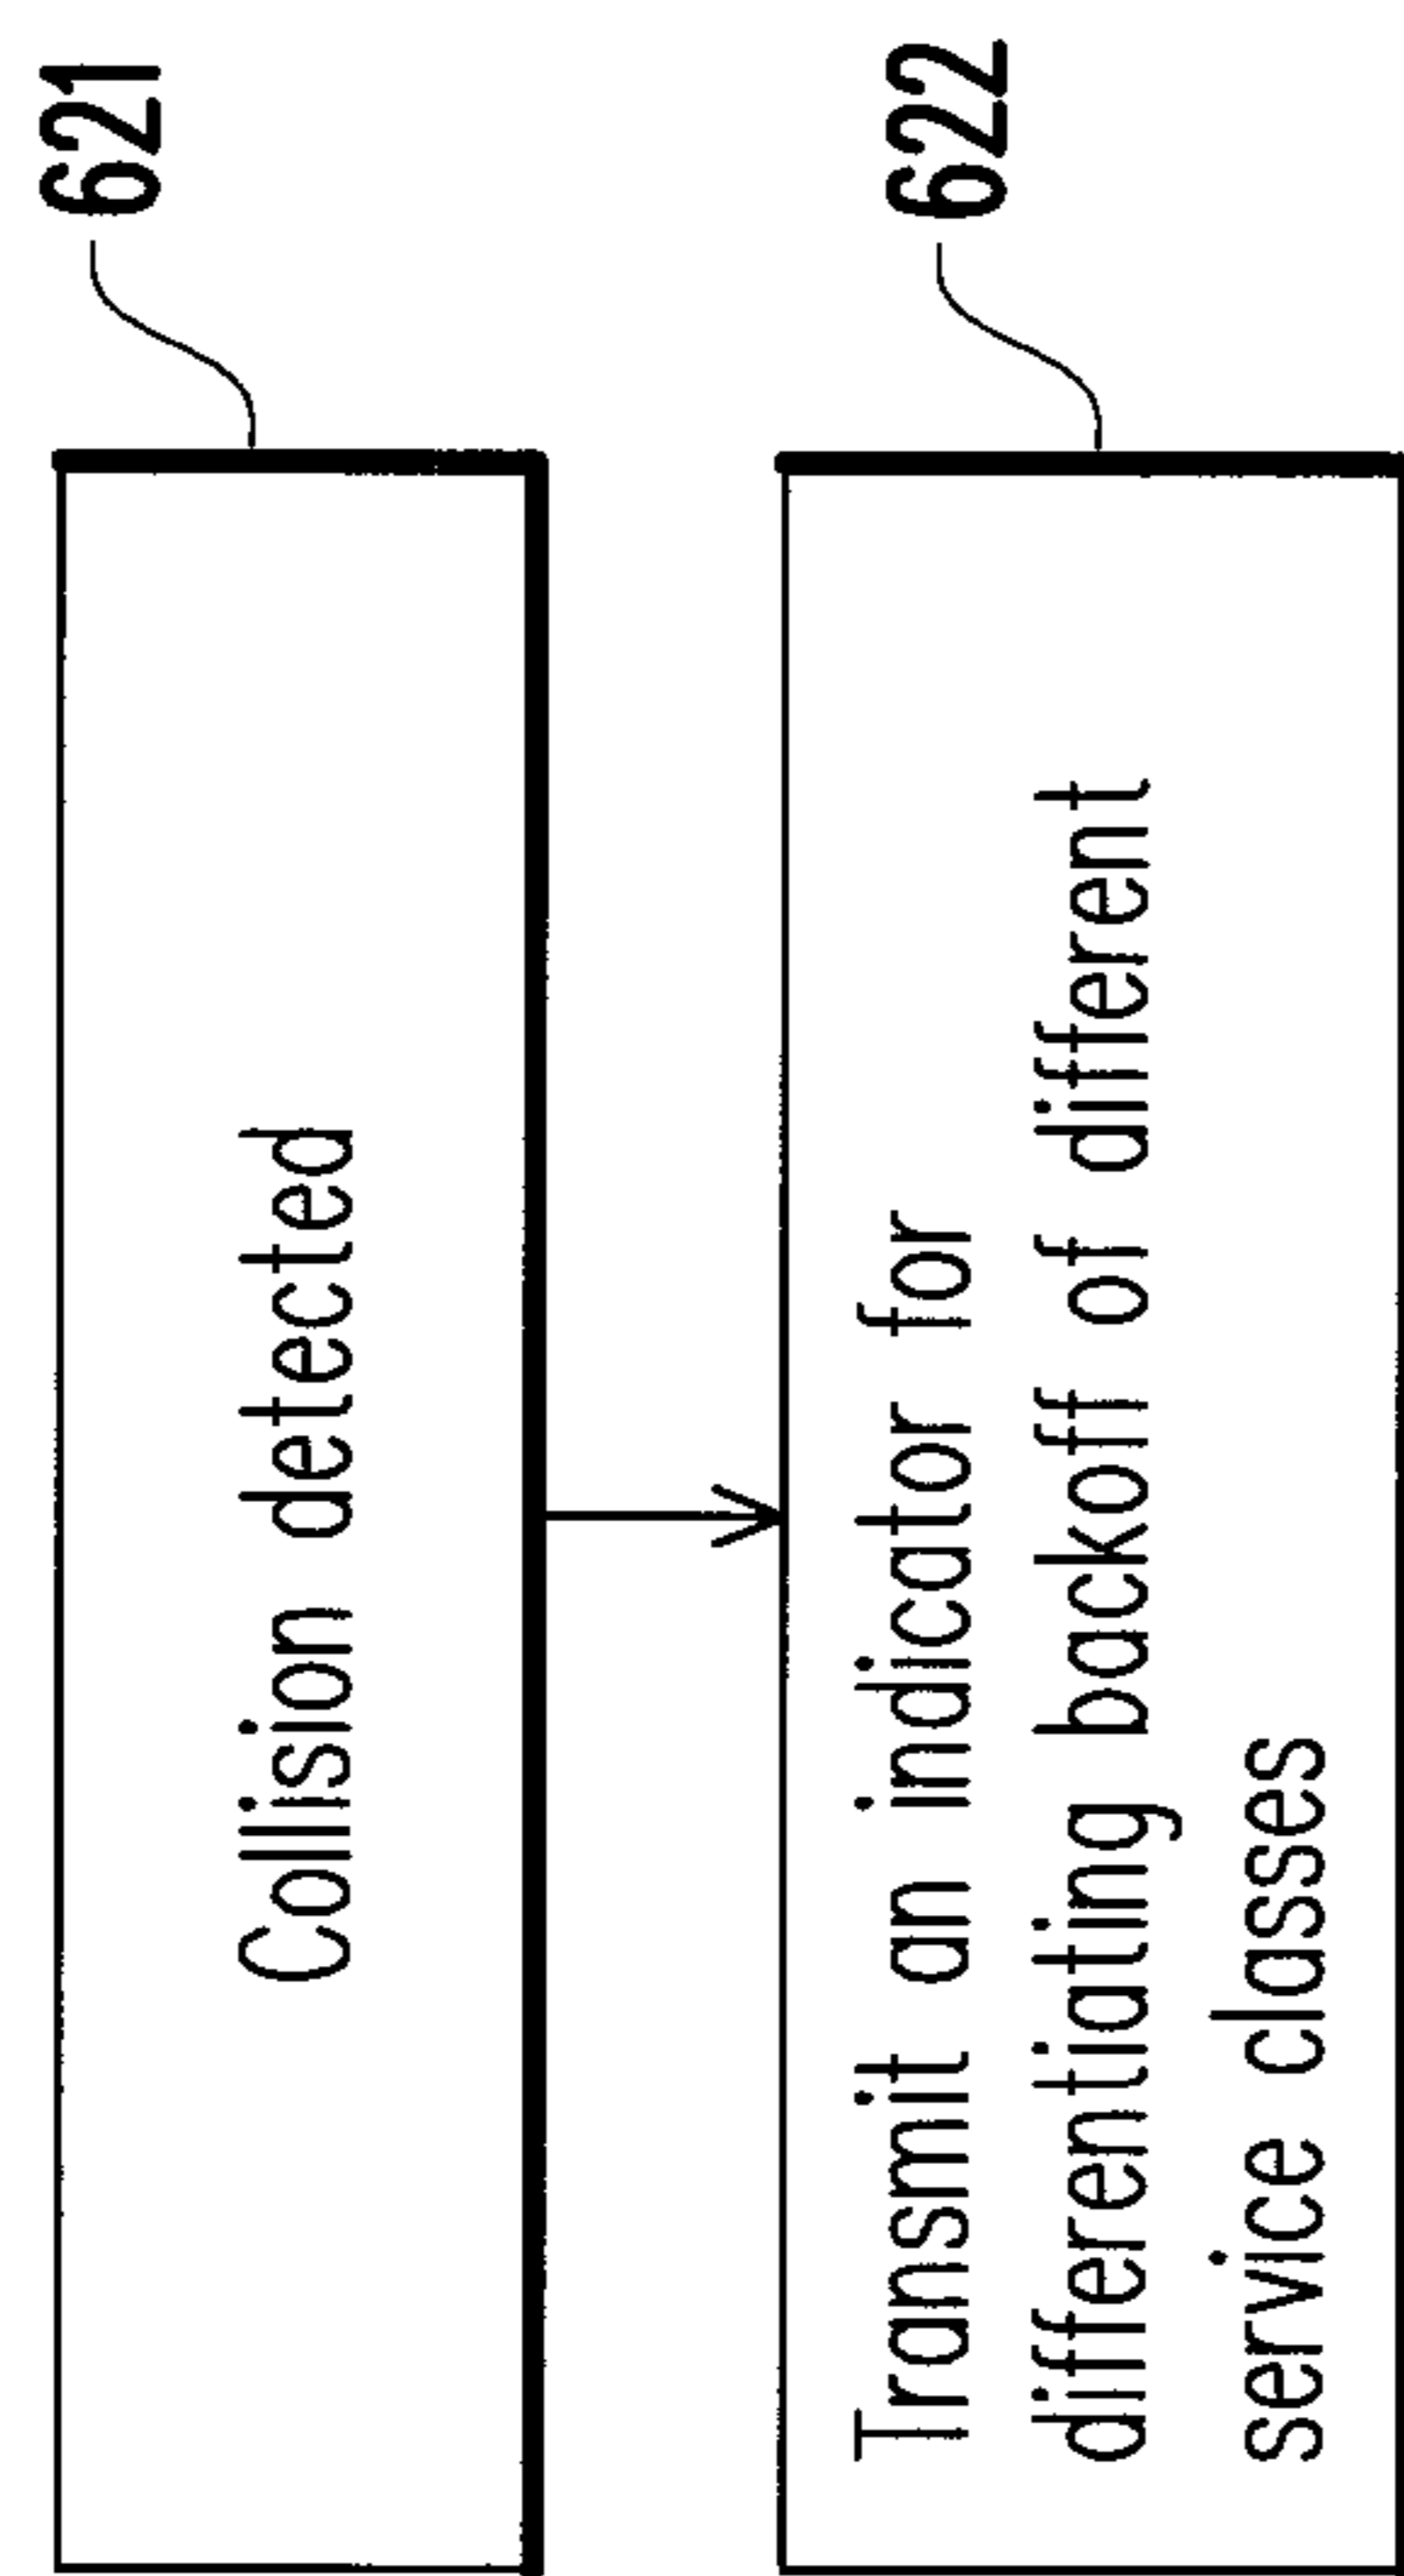 621
Collision detected
622
Transmit an indicator for
differentiating backoff of different
service classes